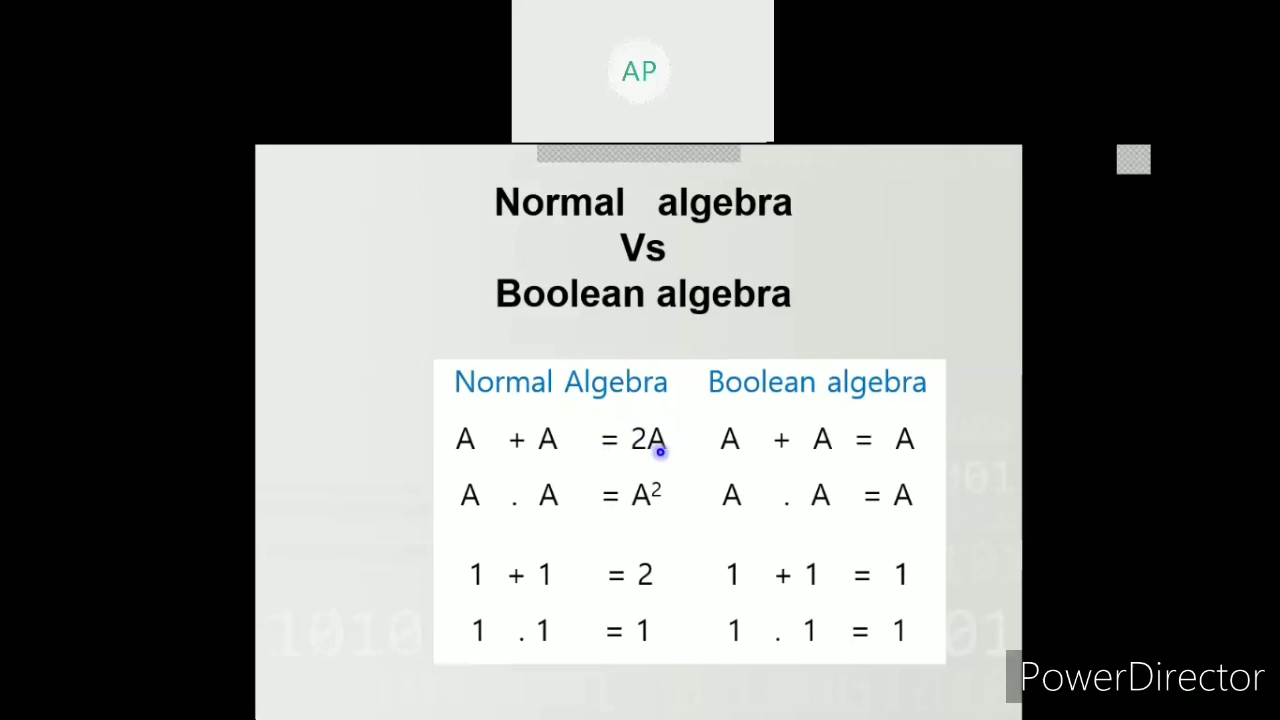 AP
Normal algebra
Vs
Boolean algebra
Normal Algebra Boolean algebra
A + A = 2A A + A = A
A . A = A² A . A = A
1 + 1 = 2 1 + 1 = 1
1 . 1 = 1 1 . 1 = 1
PowerDirector